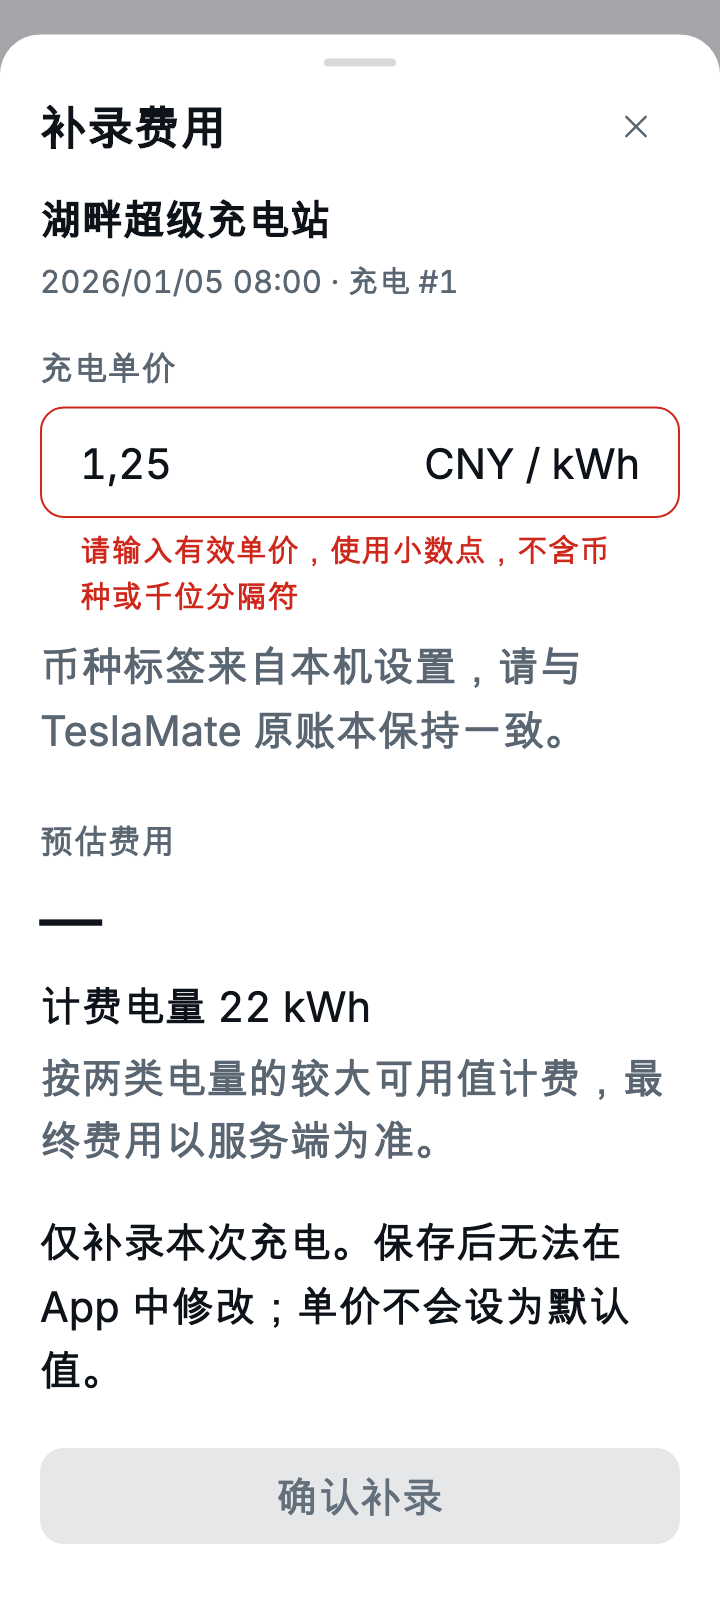 补录费用
湖畔超级充电站
2026/01/05 08:00 · 充电 #1
充电单价
1,25 CNY / kWh
请输入有效单价，使用小数点，不含币
种或千位分隔符
币种标签来自本机设置，请与
TeslaMate 原账本保持一致。
预估费用
—
计费电量 22 kWh
按两类电量的较大可用值计费，最
终费用以服务端为准。
仅补录本次充电。保存后无法在
App 中修改；单价不会设为默认
值。
确认补录